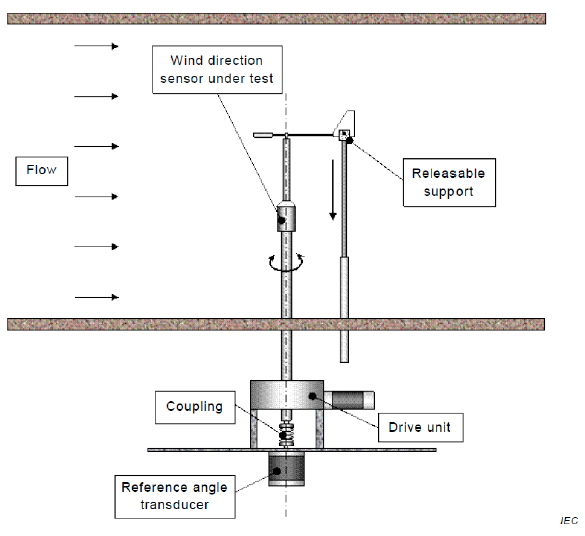 Wind direction
sensor under test
Flow
Releasable
support
Coupling
Drive unit
Reference angle
transducer
IEC